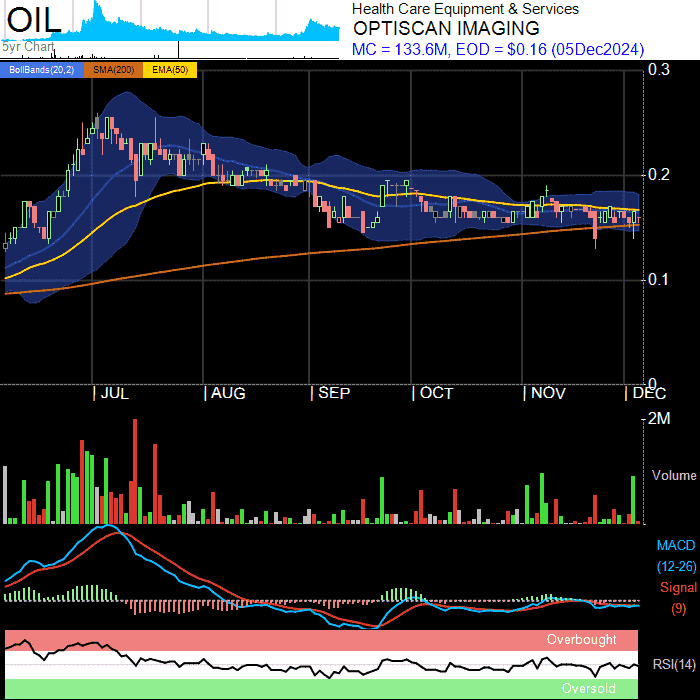 OIL
5yr Chart
Health Care Equipment & Services
OPTISCAN IMAGING
MC = 133.6M, EOD = $0.16 (05Dec2024)
BollBands(20,2) SMA(200) EMA(50)
0.3
0.2
0.1
0
JUL AUG SEP OCT NOV DEC
2M
Volume
MACD
(12-26)
Signal
(9)
Overbought
RSI(14)
Oversold